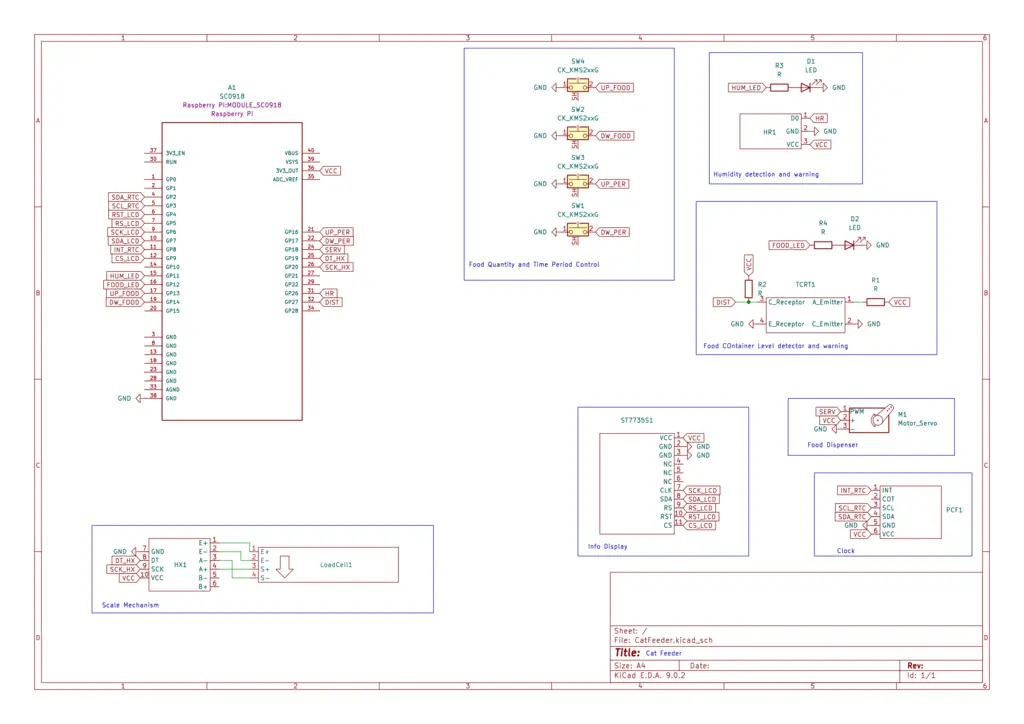 1 2 3 4 5 6
A
B
C
D
A1
SC0918
Raspberry Pi:MODULE_SC0918
Raspberry Pi
37 3V3_EN VBUS 40
30 RUN VSYS 39
3V3_OUT 36 VCC
1 GP0 ADC_VREF 35
2 GP1
SDA_RTC 4 GP2
SCL_RTC 5 GP3
RST_LCD 6 GP4
RS_LCD 7 GP5
SCK_LCD 9 GP6 GP16 21 UP_PER
SDA_LCD 10 GP7 GP17 22 DW_PER
INT_RTC 11 GP8 GP18 24 SERV
CS_LCD 12 GP9 GP19 25 DT_HX
14 GP10 GP20 26 SCK_HX
HUM_LED 15 GP11 GP21 27
FOOD_LED 16 GP12 GP22 29
UP_FOOD 17 GP13 GP26 31 HR
DW_FOOD 19 GP14 GP27 32 DIST
20 GP15 GP28 34
3 GND
8 GND
13 GND
18 GND
23 GND
28 GND
33 AGND
GND 38 GND
SW4
CK_KMS2xxG
GND 1 2 UP_FOOD
SH
SW2
CK_KMS2xxG
GND 1 2 DW_FOOD
SH
SW3
CK_KMS2xxG
GND 1 2 UP_PER
SH
SW1
CK_KMS2xxG
GND 1 2 DW_PER
SH
Food Quantity and Time Period Control
R3
R
D1
LED
HUM_LED GND
HR1
D0 1 HR
GND 2 GND
VCC 3 VCC
Humidity detection and warning
R4
R
D2
LED
FOOD_LED GND
VCC
R2
R
TCRT1
R1
R
DIST 3 C_Receptor A_Emitter 1 VCC
GND 4 E_Receptor C_Emitter 2 GND
Food COntainer Level detector and warning
SERV 1 PWM
VCC 2 +
GND 3 -
M1
Motor_Servo
Food Dispenser
ST7735S1
VCC 1 VCC
GND 2 GND
GND 3 GND
NC 4
NC 5
NC 6
CLK 7 SCK_LCD
SDA 8 SDA_LCD
RS 9 RS_LCD
RST 10 RST_LCD
CS 11 CS_LCD
Info Display
INT_RTC 1 INT
2 COT
SCL_RTC 3 SCL
SDA_RTC 4 SDA
GND 5 GND
VCC 6 VCC
PCF1
Clock
HX1
GND 7 GND E+ 1
DT_HX 8 DT E- 2
SCK_HX 9 SCK A- 3
VCC 10 VCC A+ 4
B- 5
B+ 6
1 E+
2 E-
3 S+
4 S-
LoadCell1
Scale Mechanism
Sheet: /
File: CatFeeder.kicad_sch
Title: Cat Feeder
Size: A4 Date: Rev:
KiCad E.D.A. 9.0.2 Id: 1/1
A
B
C
D
1 2 3 4 5 6